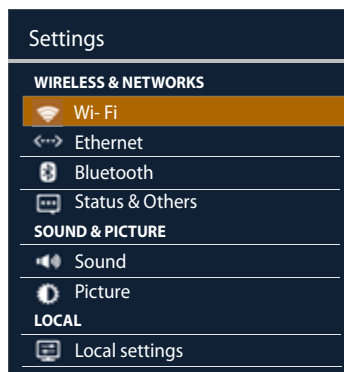 Settings
WIRELESS & NETWORKS
Wi- Fi
Ethernet
Bluetooth
Status & Others
SOUND & PICTURE
Sound
Picture
LOCAL
Local settings